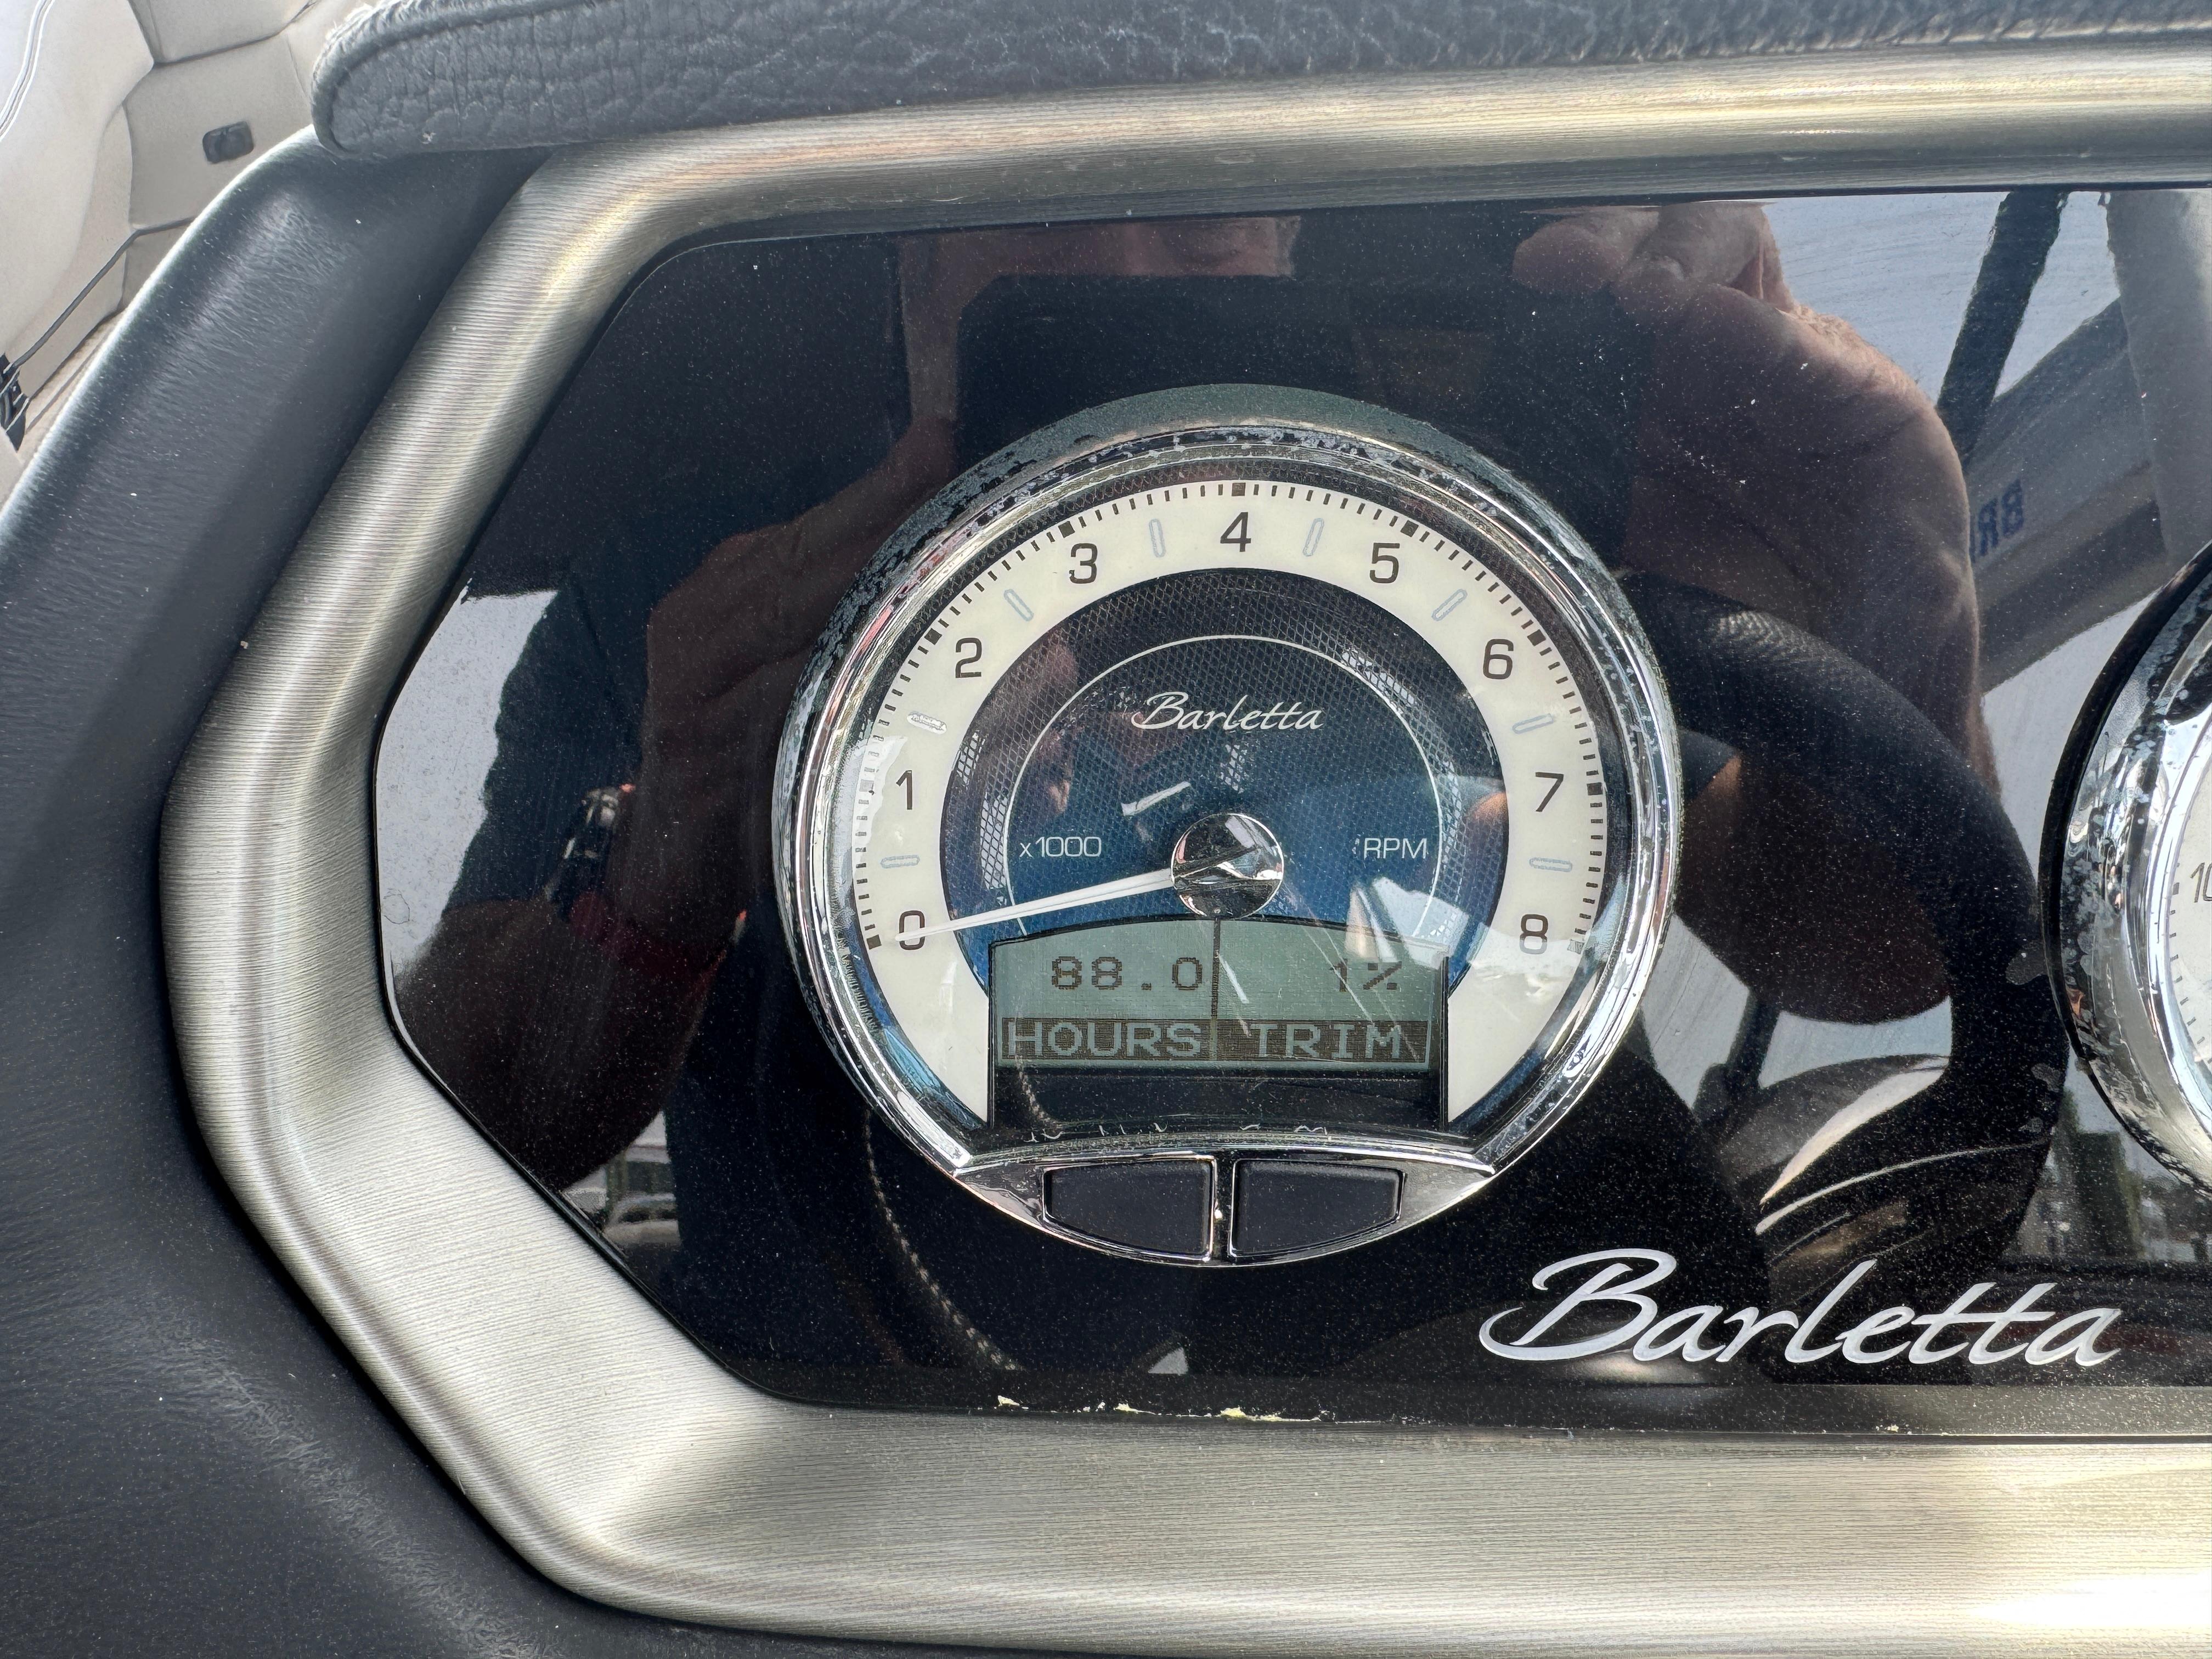 4
3 5
2 6
Barletta
1 7
x1000 RPM
0 8
88.0 1%
HOURS TRIM
Barletta